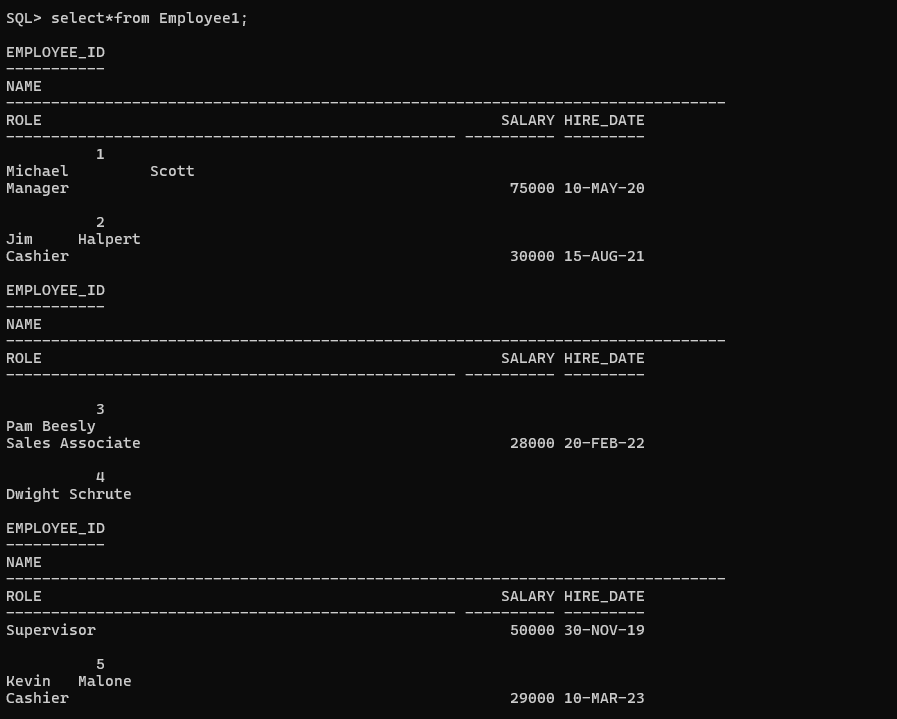 SQL> select*from Employee1;
EMPLOYEE_ID
-----------
NAME
--------------------------------------------------------------------------------
ROLE                                                   SALARY HIRE_DATE
-------------------------------------------------- ---------- ---------
          1
Michael         Scott
Manager                                                 75000 10-MAY-20
          2
Jim     Halpert
Cashier                                                 30000 15-AUG-21
EMPLOYEE_ID
-----------
NAME
--------------------------------------------------------------------------------
ROLE                                                   SALARY HIRE_DATE
-------------------------------------------------- ---------- ---------
          3
Pam Beesly
Sales Associate                                         28000 20-FEB-22
          4
Dwight Schrute
EMPLOYEE_ID
-----------
NAME
--------------------------------------------------------------------------------
ROLE                                                   SALARY HIRE_DATE
-------------------------------------------------- ---------- ---------
Supervisor                                              50000 30-NOV-19
          5
Kevin   Malone
Cashier                                                 29000 10-MAR-23